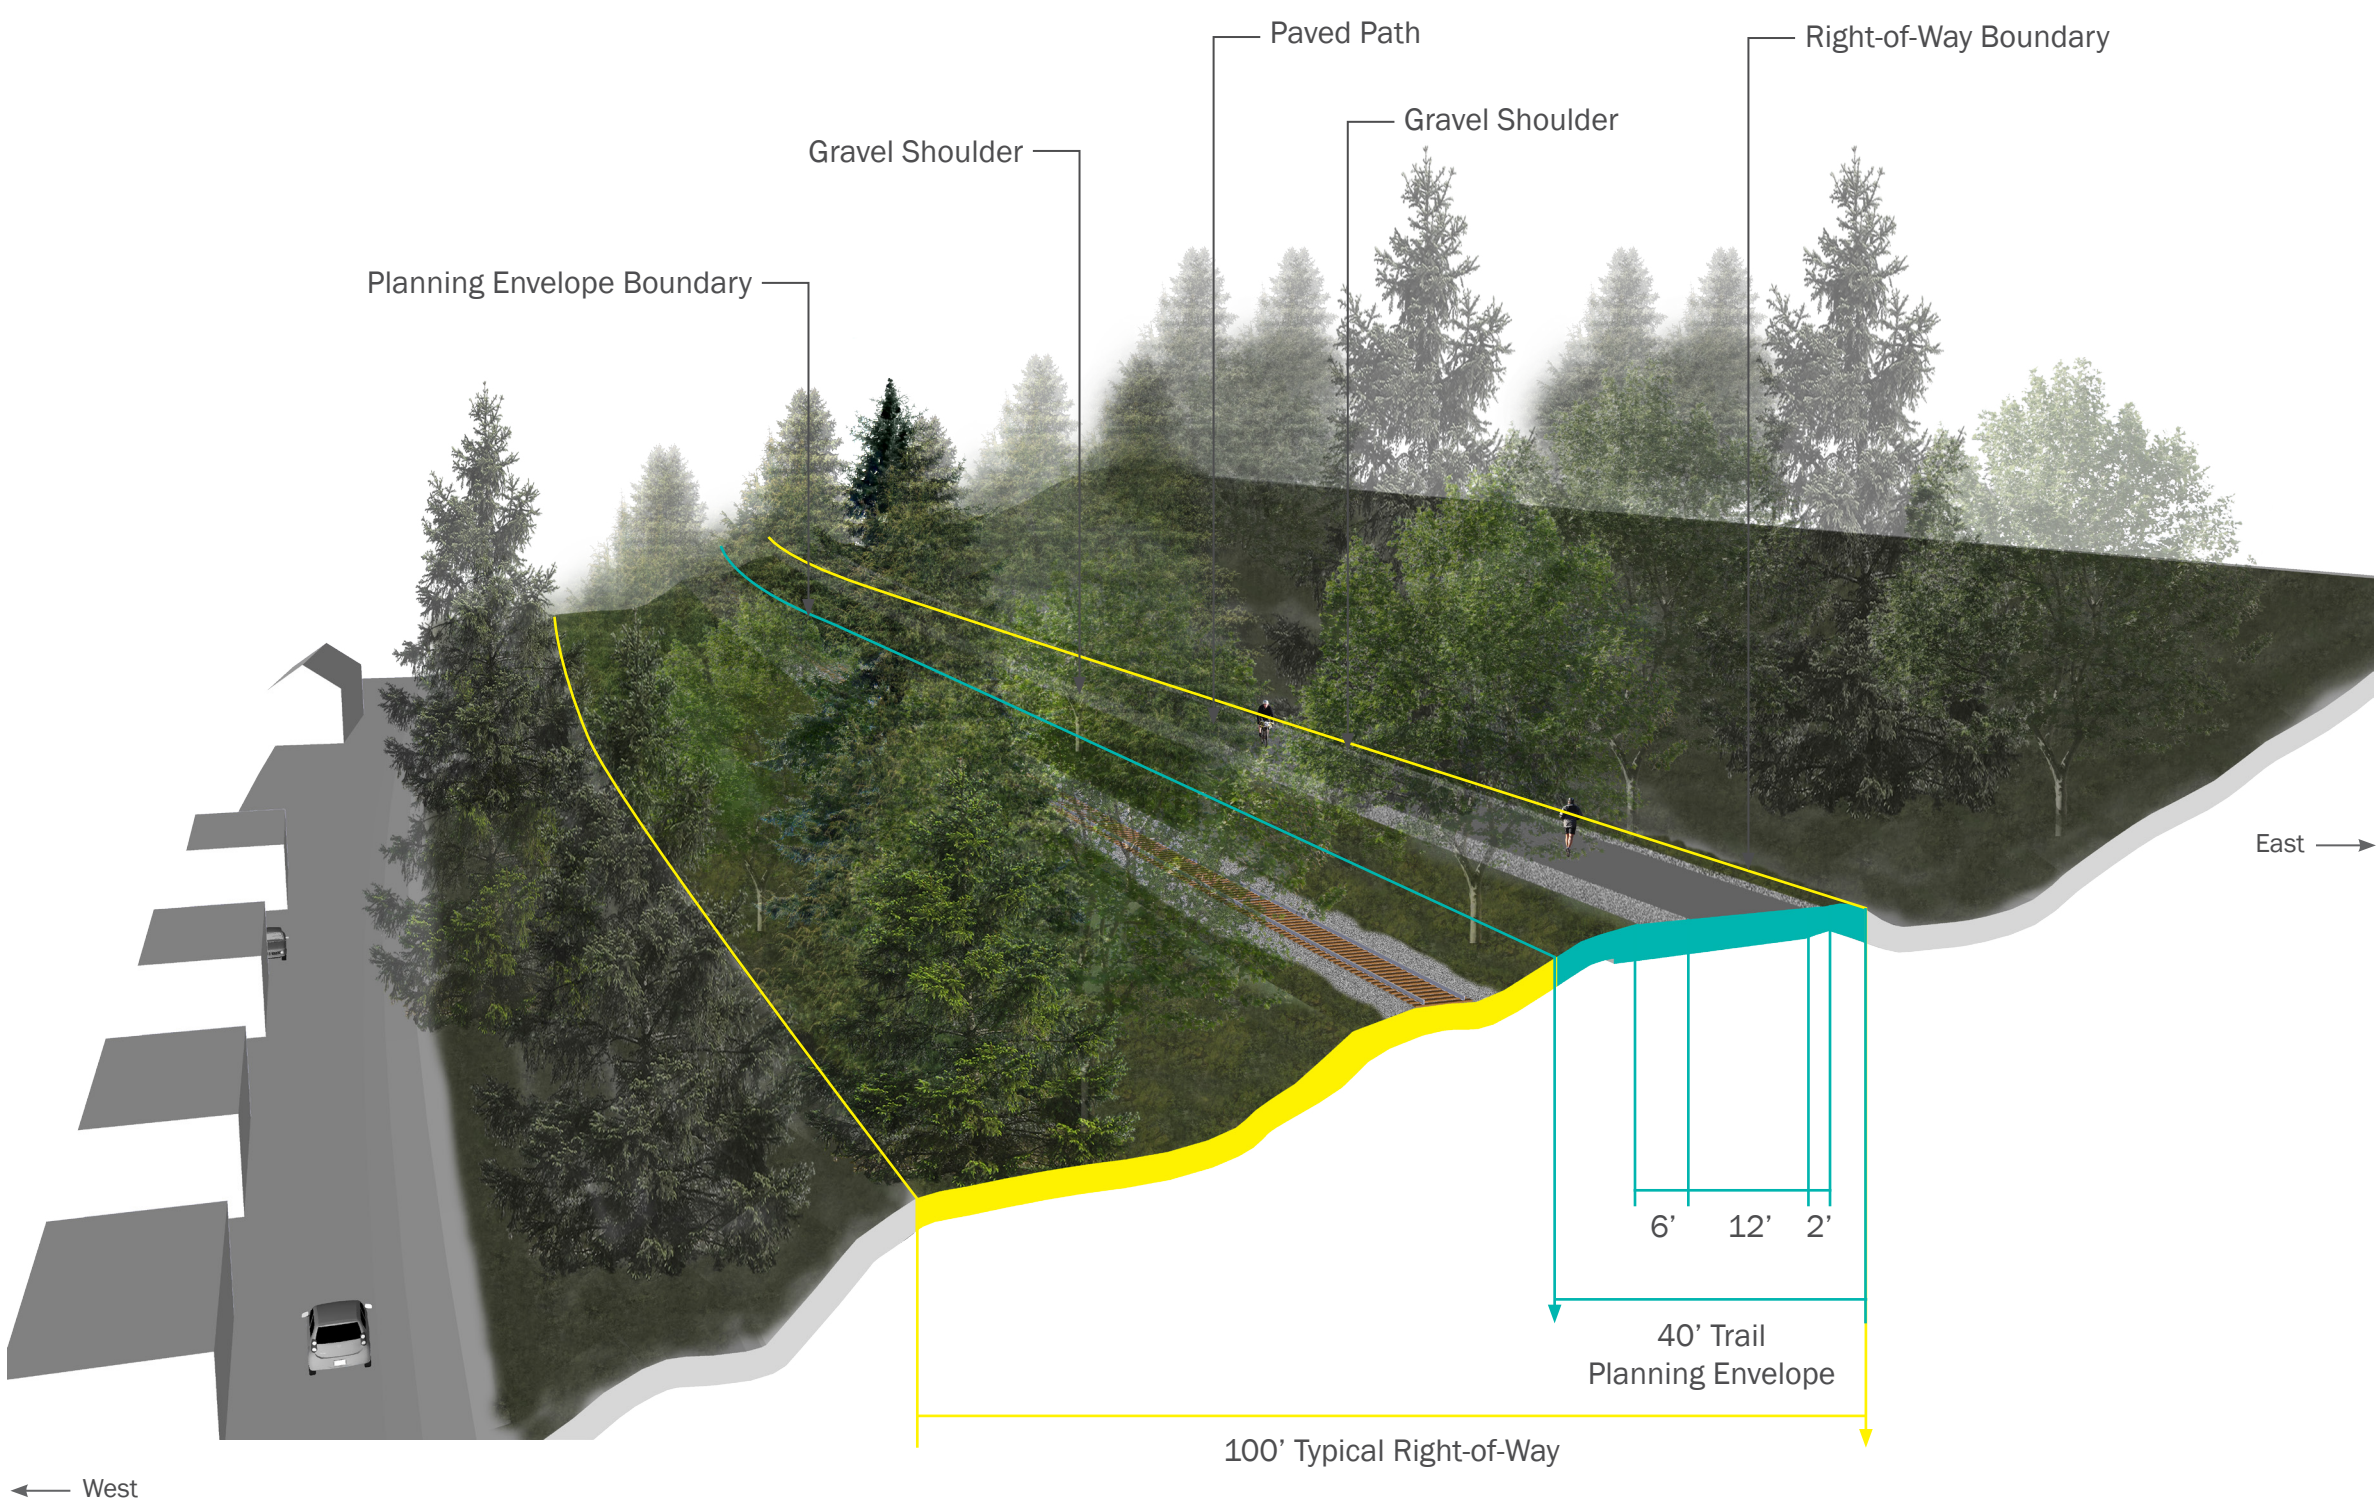 Paved Path
Right-of-Way Boundary
Gravel Shoulder
Gravel Shoulder
Planning Envelope Boundary
East
6’ 12’ 2’
40’ Trail
Planning Envelope
100’ Typical Right-of-Way
West